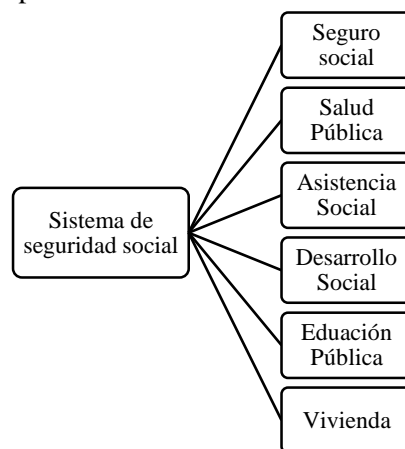 Seguro
social
Salud
Pública
Asistencia
Social
Sistema de
seguridad social
Desarrollo
Social
Eduación
Pública
Vivienda